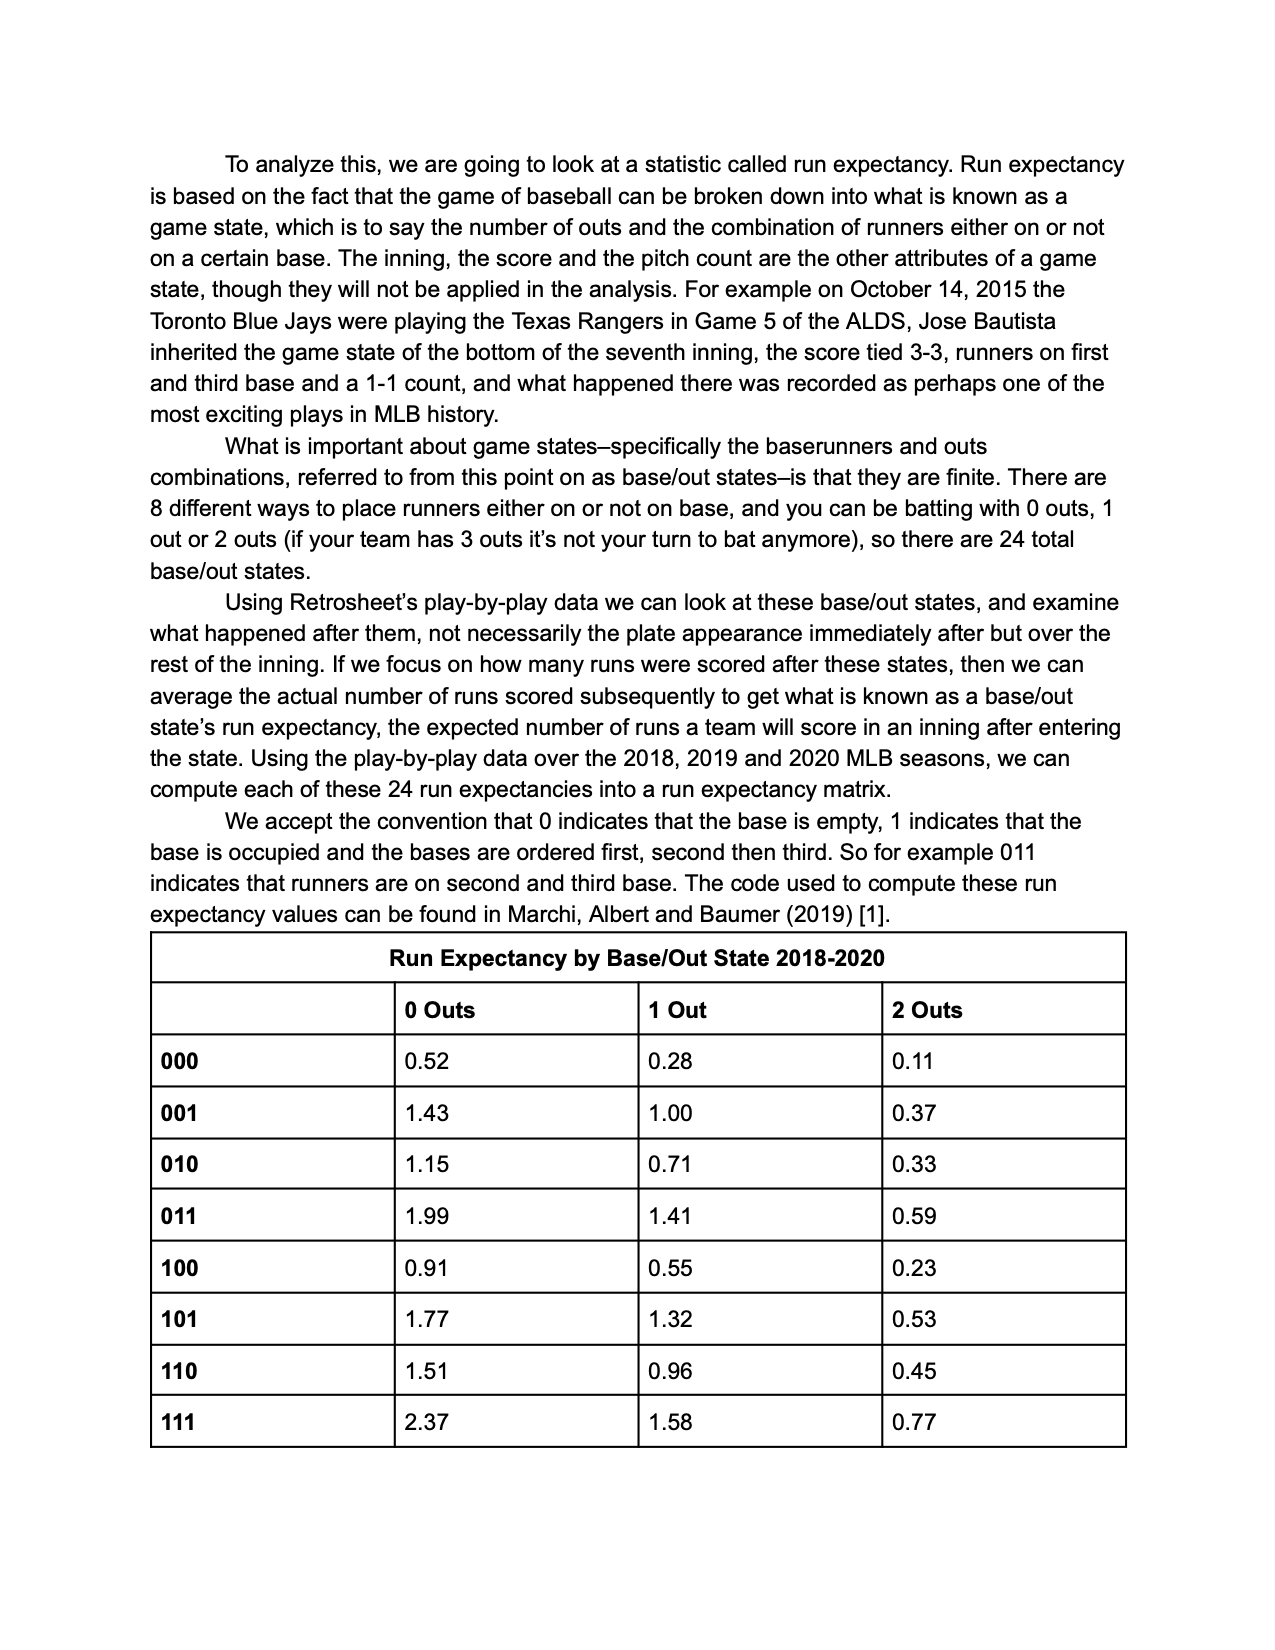 To analyze this, we are going to look at a statistic called run expectancy. Run expectancy
is based on the fact that the game of baseball can be broken down into what is known as a
game state, which is to say the number of outs and the combination of runners either on or not
on a certain base. The inning, the score and the pitch count are the other attributes of a game
state, though they will not be applied in the analysis. For example on October 14, 2015 the
Toronto Blue Jays were playing the Texas Rangers in Game 5 of the ALDS, Jose Bautista
inherited the game state of the bottom of the seventh inning, the score tied 3-3, runners on first
and third base and a 1-1 count, and what happened there was recorded as perhaps one of the
most exciting plays in MLB history.
What is important about game states–specifically the baserunners and outs
combinations, referred to from this point on as base/out states–is that they are finite. There are
8 different ways to place runners either on or not on base, and you can be batting with 0 outs, 1
out or 2 outs (if your team has 3 outs it’s not your turn to bat anymore), so there are 24 total
base/out states.
Using Retrosheet’s play-by-play data we can look at these base/out states, and examine
what happened after them, not necessarily the plate appearance immediately after but over the
rest of the inning. If we focus on how many runs were scored after these states, then we can
average the actual number of runs scored subsequently to get what is known as a base/out
state’s run expectancy, the expected number of runs a team will score in an inning after entering
the state. Using the play-by-play data over the 2018, 2019 and 2020 MLB seasons, we can
compute each of these 24 run expectancies into a run expectancy matrix.
We accept the convention that 0 indicates that the base is empty, 1 indicates that the
base is occupied and the bases are ordered first, second then third. So for example 011
indicates that runners are on second and third base. The code used to compute these run
expectancy values can be found in Marchi, Albert and Baumer (2019) [1].
Run Expectancy by Base/Out State 2018-2020
0 Outs 1 Out 2 Outs
000 0.52 0.28 0.11
001 1.43 1.00 0.37
010 1.15 0.71 0.33
011 1.99 1.41 0.59
100 0.91 0.55 0.23
101 1.77 1.32 0.53
110 1.51 0.96 0.45
111 2.37 1.58 0.77